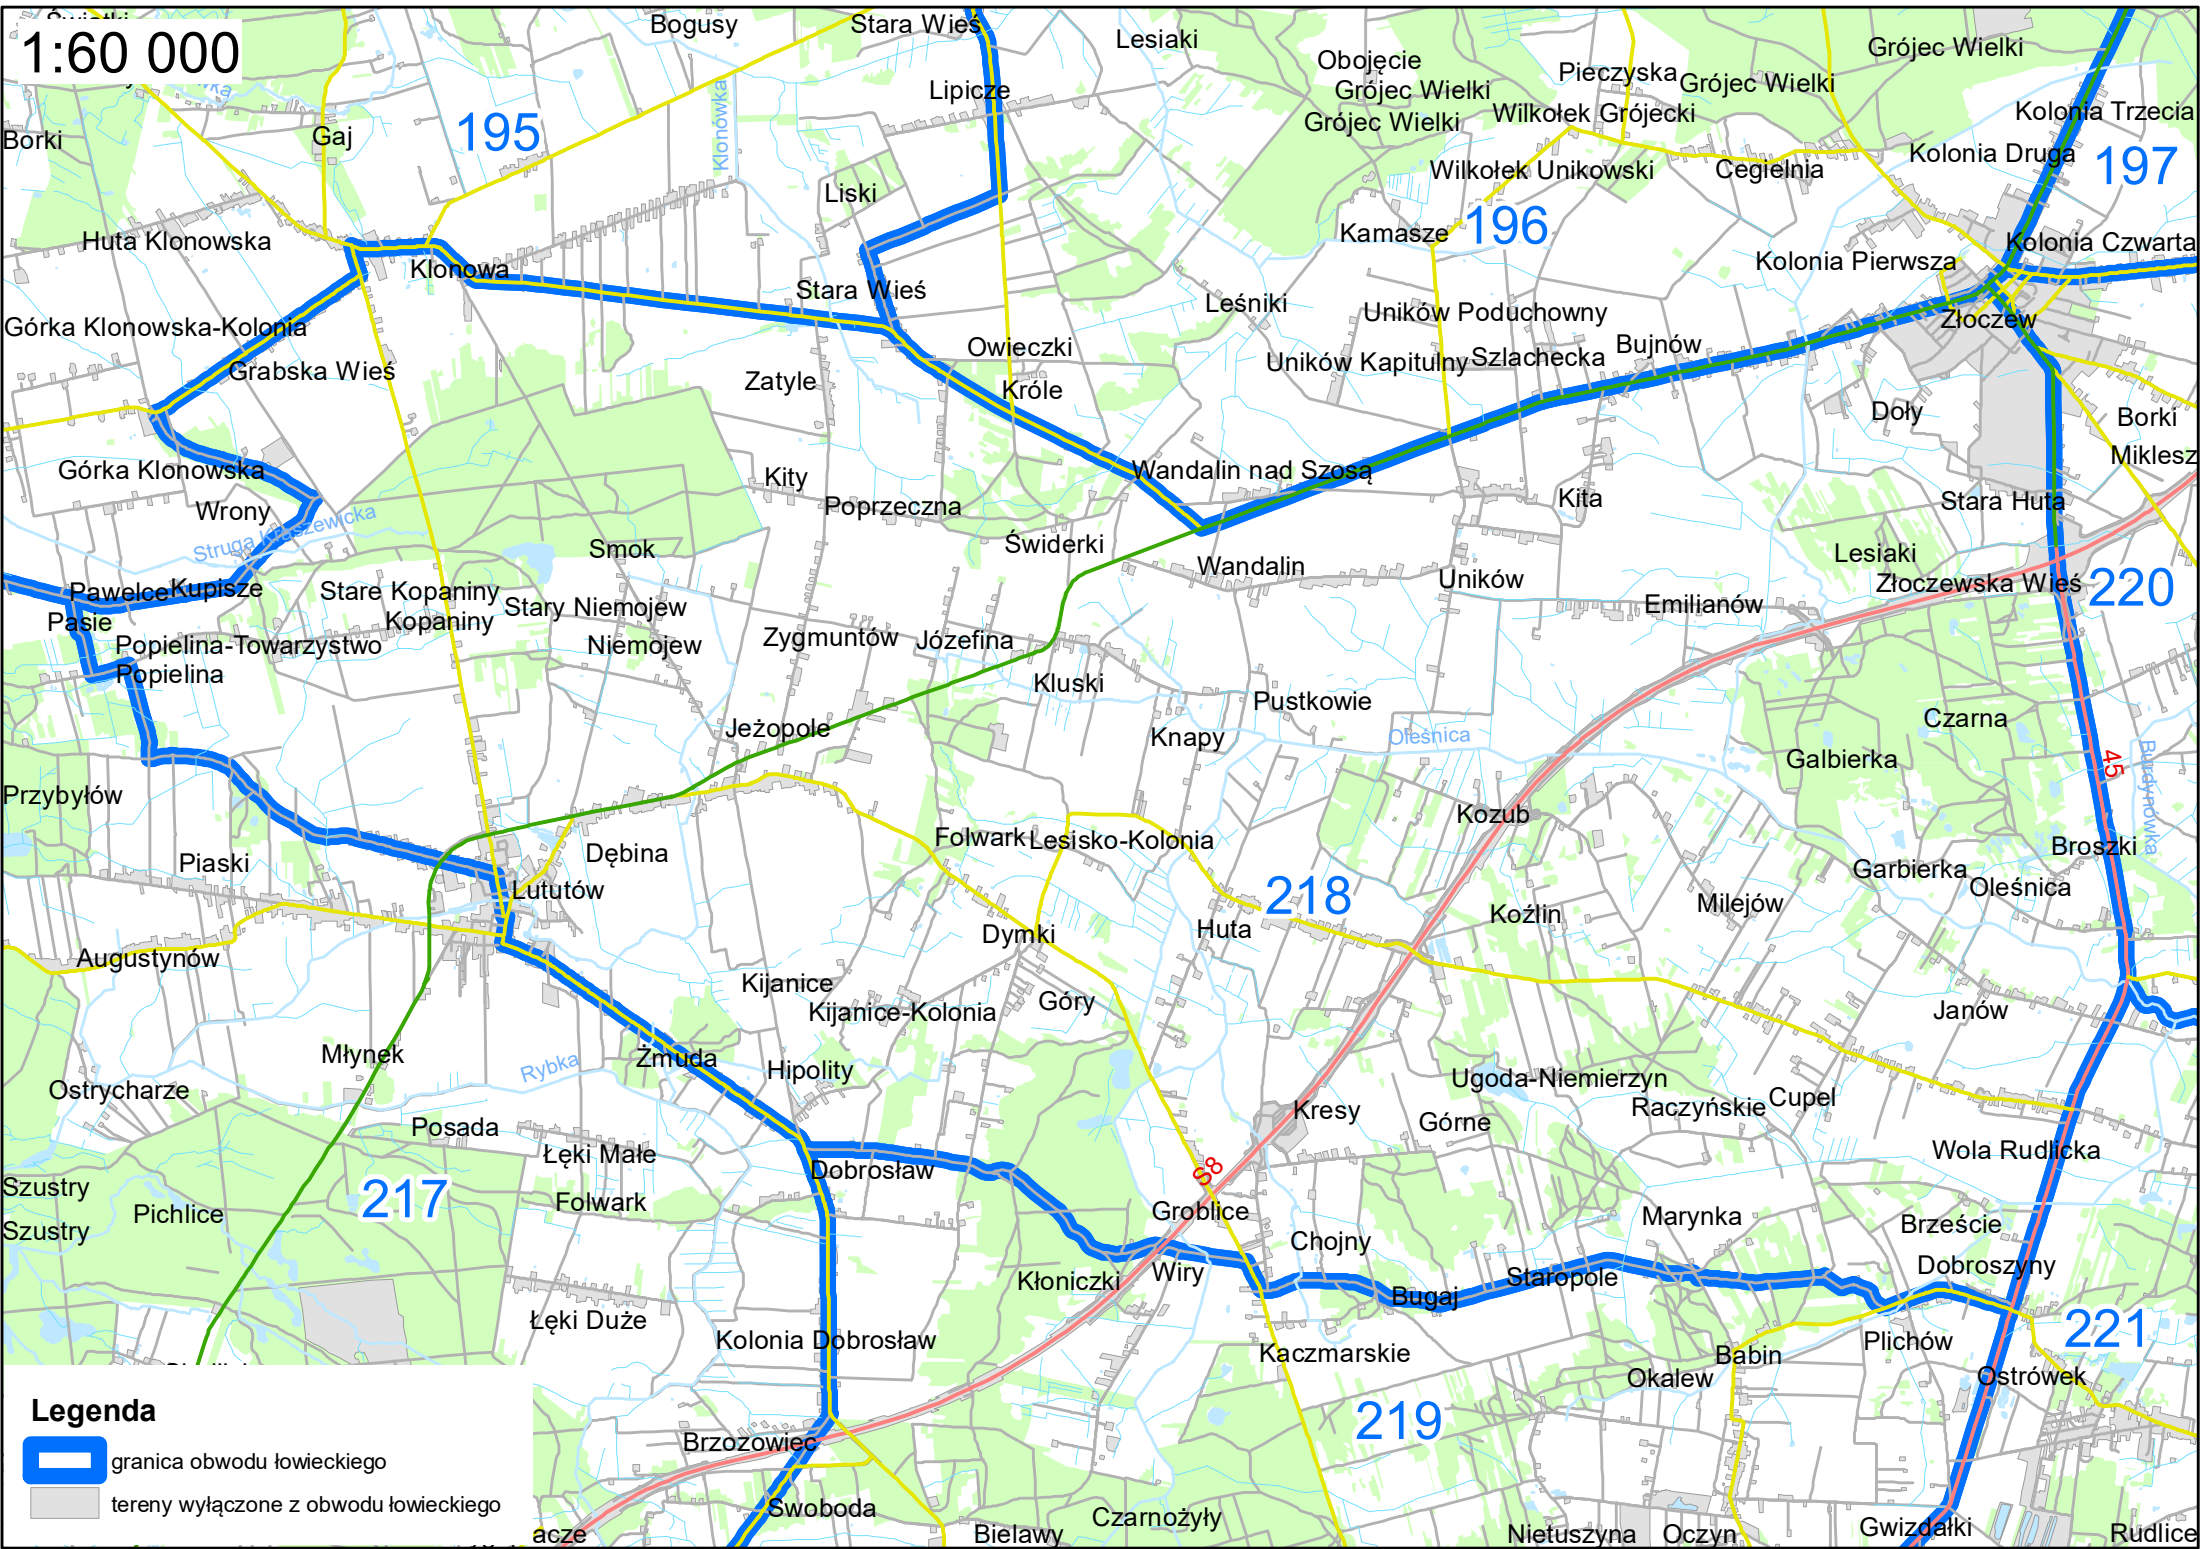 Bogusy
Stara Wieś
Lesiaki
Grójec Wielki
1:60 000
Obojęcie
Pieczyska
Grójec Wielki
Lipicze
Grójec Wielki
Wilkołek Grójecki
Kolonia Trzecia
Borki
Gaj
195
Klonówka
Grójec Wielki
Kolonia Druga
197
Wilkołek Unikowski
Cegielnia
Liski
Kamasze
196
Huta Klonowska
Kolonia Czwarta
Klonowa
Kolonia Pierwsza
Stara Wieś
Leśniki
Uników Poduchowny
Złoczew
Górka Klonowska-Kolonia
Owieczki
Bujnów
Grabska Wieś
Uników Kapitulny
Szlachecka
Zatyle
Króle
Doły
Borki
Górka Klonowska
Kity
Wandalin nad Szosą
Miklesz
Wrony
Poprzeczna
Kita
Stara Huta
Struga Kraszewicka
Smok
Świderki
Lesiaki
Wandalin
Uników
Złoczewska Wieś
220
Pawelce
Kupisze
Stare Kopaniny
Stary Niemojew
Emilianów
Pasie
Kopaniny
Popielina-Towarzystwo
Niemojew
Zygmuntów
Józefina
Popielina
Kluski
Pustkowie
Jeżopole
Knapy
Oleśnica
Czarna
Galbierka
45
Burdynówka
Przybyłów
Kozub
Folwark
Lesisko-Kolonia
Broszki
Piaski
Dębina
Garbierka
Oleśnica
Lututów
218
Milejów
Huta
Koźlin
Augustynów
Dymki
Kijanice
Góry
Kijanice-Kolonia
Janów
Młynek
Rybka
Żmuda
Hipolity
Ugoda-Niemierzyn
Ostrycharze
Cupel
Raczyńskie
Kresy
Górne
Posada
Łęki Małe
Dobrosław
Wola Rudlicka
S8
Szustry
217
Folwark
Groblice
Pichlice
Marynka
Brzeście
Szustry
Chojny
Kłoniczki
Wiry
Staropole
Dobroszyny
Bugaj
Łęki Duże
Kolonia Dobrosław
Plichów
221
Kaczmarskie
Babin
Okalew
Ostrówek
Legenda
219
Brzozowiec
granica obwodu łowieckiego
tereny wyłączone z obwodu łowieckiego
Swoboda
Czarnożyły
acze
Bielawy
Nietuszyna
Oczyn
Gwizdałki
Rudlice